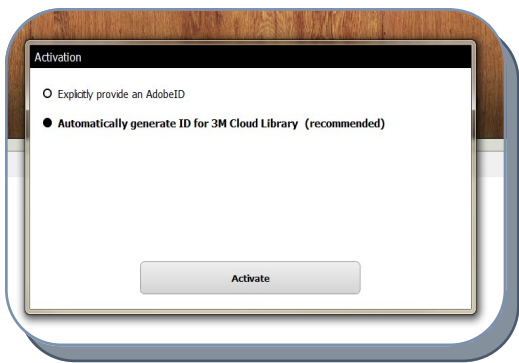 Activation
Explicitly provide an AdobeID
Automatically generate ID for 3M Cloud Library (recommended)
Activate